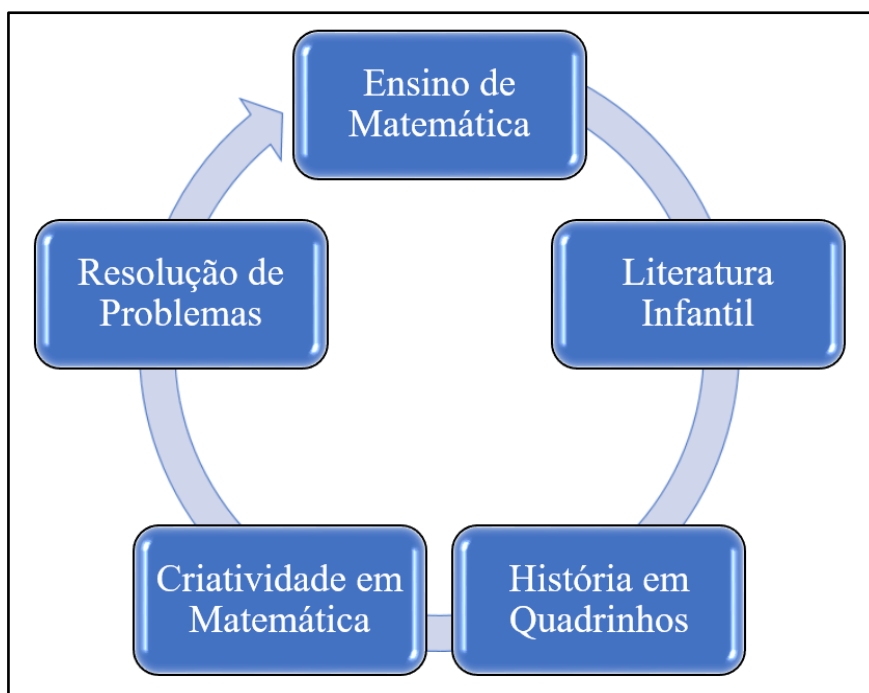 Ensino de
Matemática
Literatura
Infantil
História em
Quadrinhos
Criatividade em
Matemática
Resolução de
Problemas